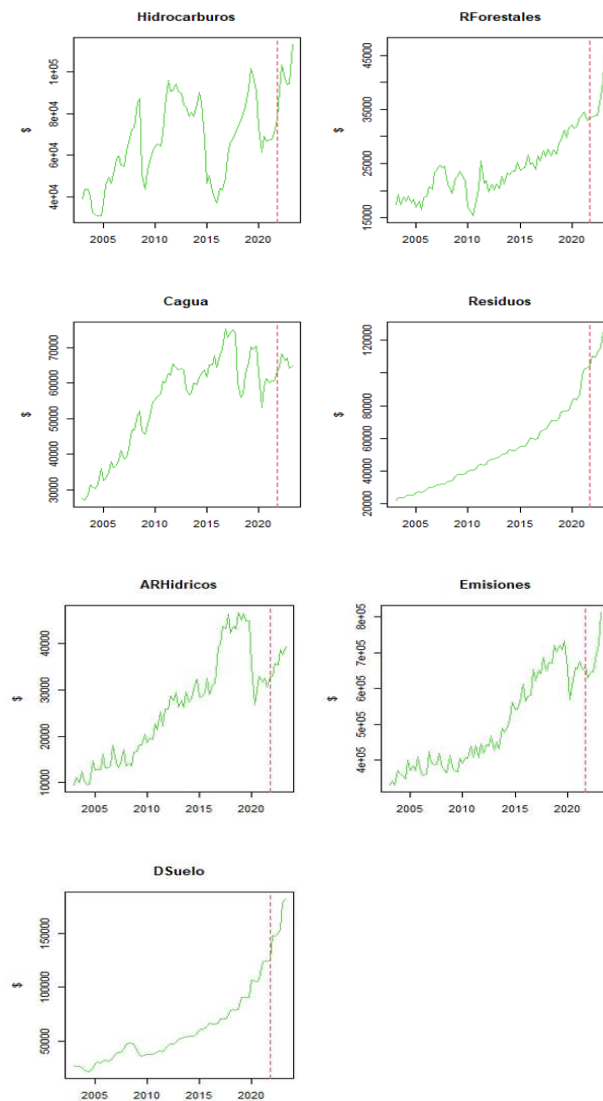 Hidrocarburos
RForestales
$
4e+04 6e+04 8e+04 1e+05
2005 2010 2015 2020
$
15000 25000 35000 45000
2005 2010 2015 2020
Cagua
Residuos
$
30000 40000 50000 60000 70000
2005 2010 2015 2020
$
20000 40000 60000 80000 120000
2005 2010 2015 2020
ARHidricos
Emisiones
$
10000 20000 30000 40000
2005 2010 2015 2020
$
4e+05 5e+05 6e+05 7e+05 8e+05
2005 2010 2015 2020
DSuelo
$
50000 100000 150000
2005 2010 2015 2020